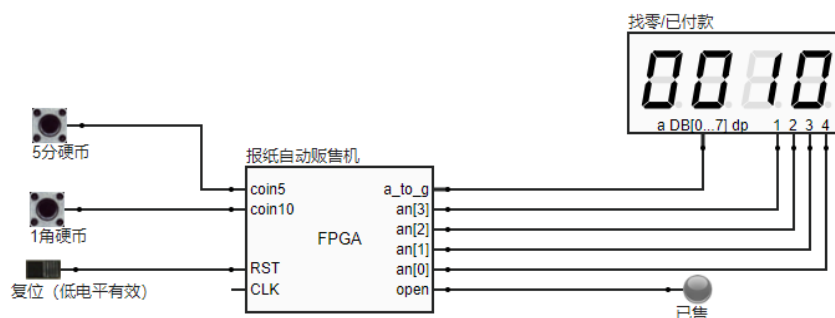 找零/已付款
0010
a DB[0...7] dp 1 2 3 4
5分硬币
报纸自动贩售机
coin5 a_to_g
coin10 an[3]
1角硬币
FPGA an[2]
an[1]
RST an[0]
复位（低电平有效）
CLK open
已售